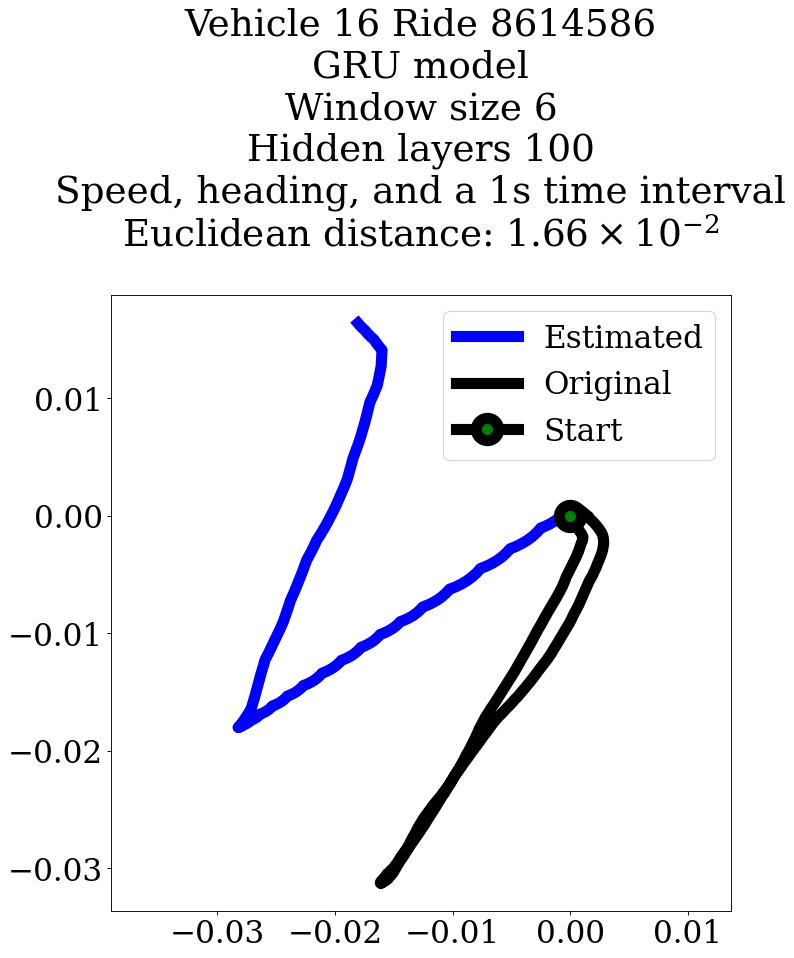 Vehicle 16 Ride 8614586
GRU model
Window size 6
Hidden layers 100
Speed, heading, and a 1s time interval
Euclidean distance: 1.66 × 10⁻²
Estimated
Original
Start
0.01
0.00
−0.01
−0.02
−0.03
−0.03 −0.02 −0.01 0.00 0.01